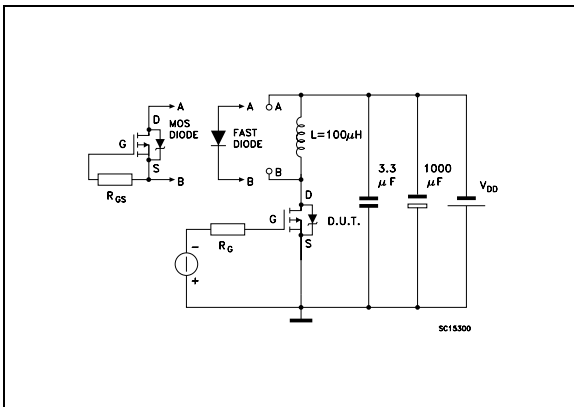 A
D
MOS
DIODE
G
S
B
RGS
A
FAST
DIODE
B
A
L=100µH
B
D
G
D.U.T.
S
RG
-
+
3.3
µF
1000
µF
VDD
SC15300